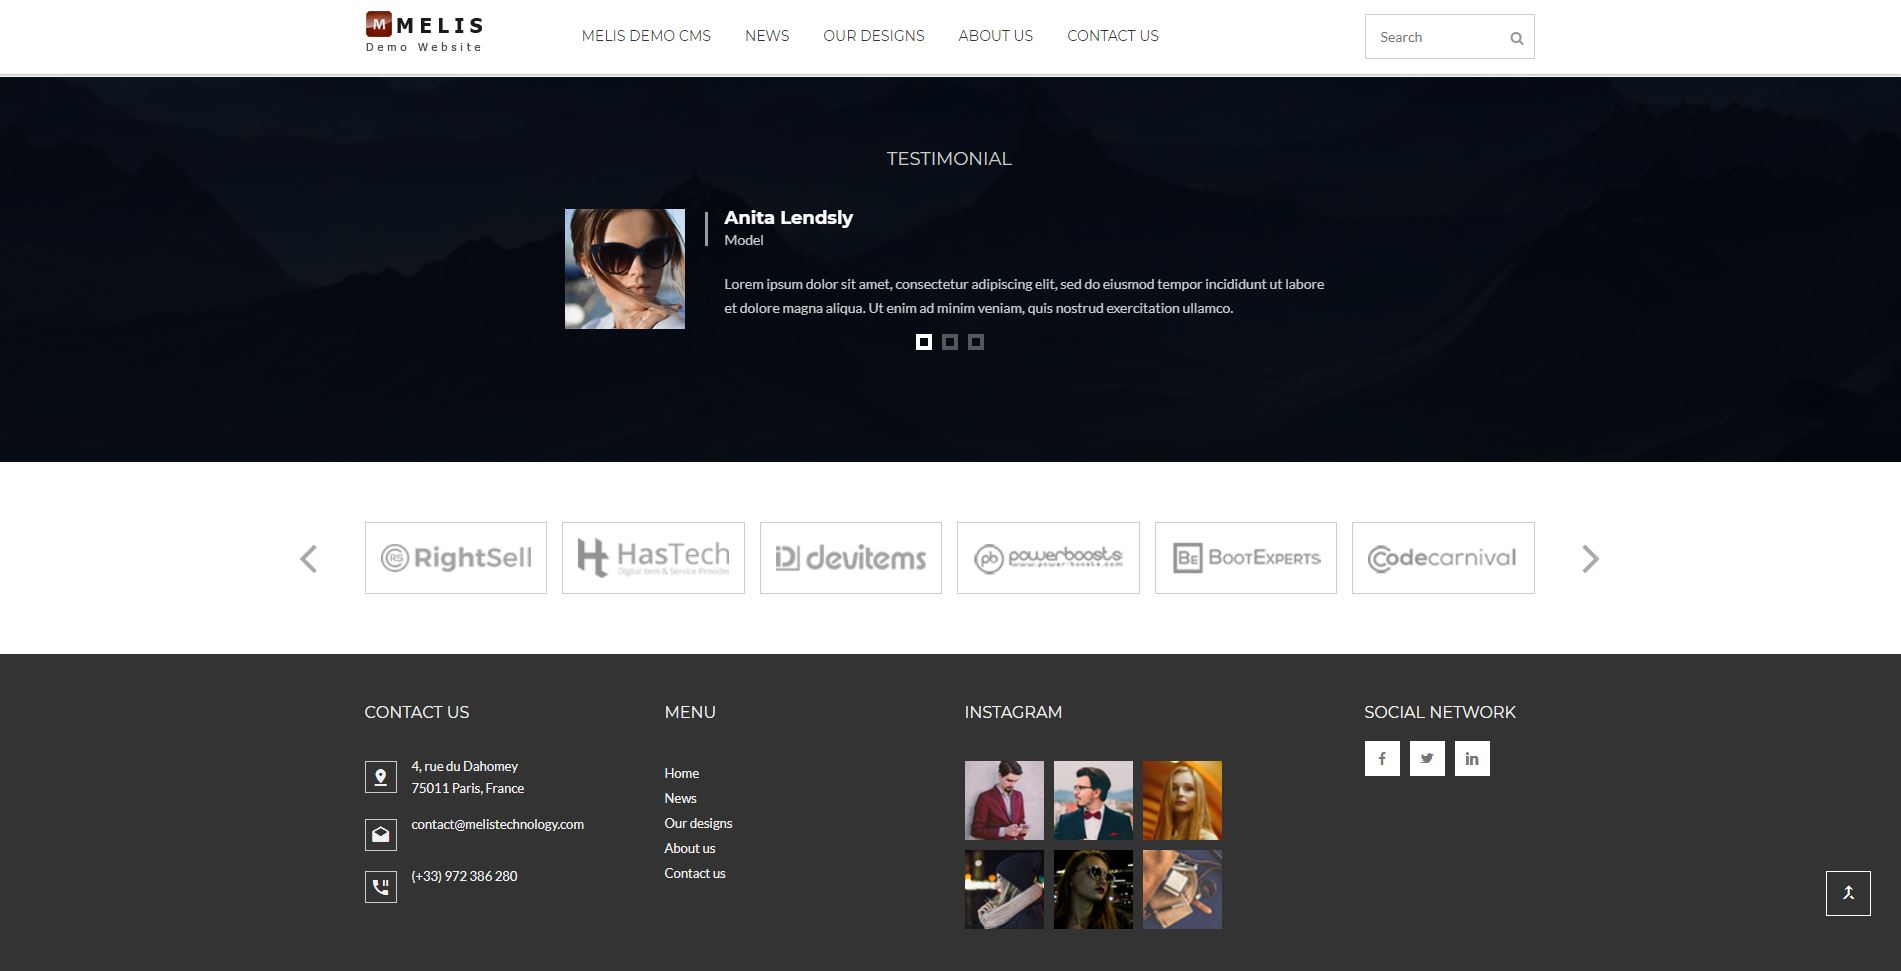 M MELIS
Demo Website
MELIS DEMO CMS
NEWS
OUR DESIGNS
ABOUT US
CONTACT US
Search
TESTIMONIAL
Anita Lendsly
Model
Lorem ipsum dolor sit amet, consectetur adipiscing elit, sed do eiusmod tempor incididunt ut labore
et dolore magna aliqua. Ut enim ad minim veniam, quis nostrud exercitation ullamco.
RS RightSell
HasTech
Digital Item & Service Provider
devitems
pb powerboosts
www.power-boosts.com
BE BOOTEXPERTS
Codecarnival
CONTACT US
4, rue du Dahomey
75011 Paris, France
contact@melistechnology.com
(+33) 972 386 280
MENU
Home
News
Our designs
About us
Contact us
INSTAGRAM
SOCIAL NETWORK